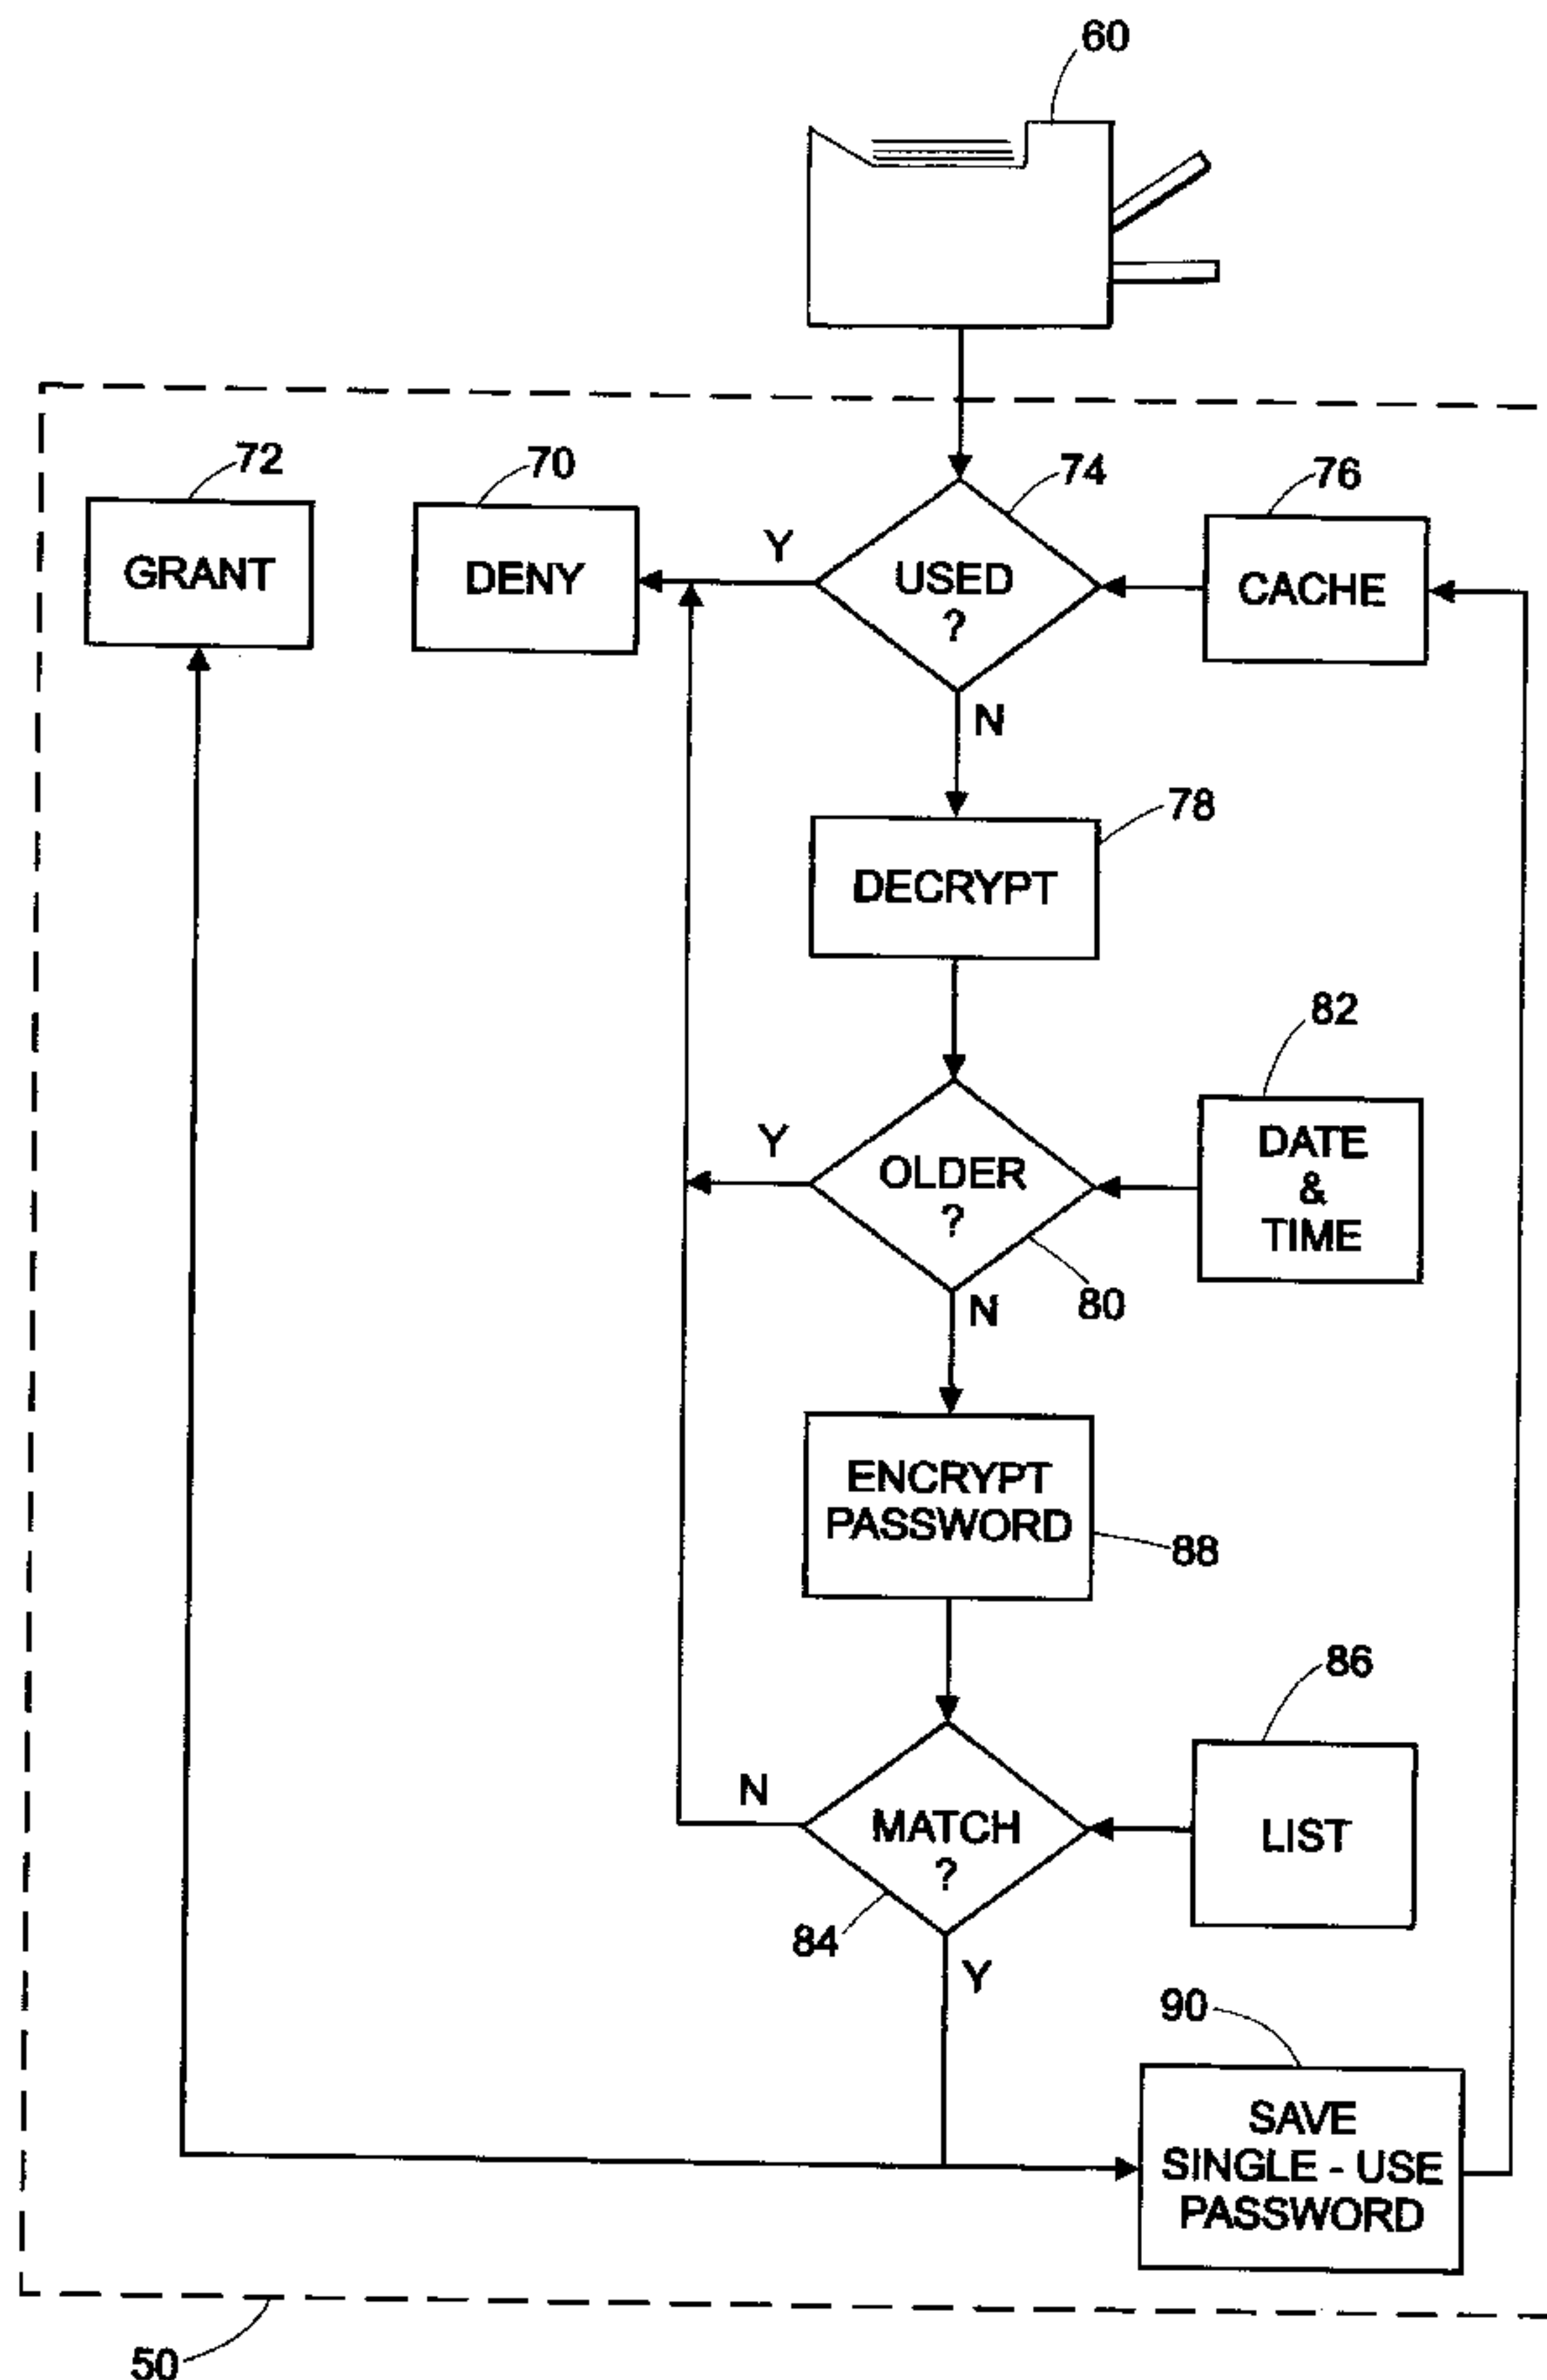 60
72
70
74
76
GRANT
DENY
Y
USED
?
CACHE
N
78
DECRYPT
82
Y
OLDER
?
DATE
&
TIME
80
N
ENCRYPT
PASSWORD
88
86
N
MATCH
?
LIST
84
Y
90
SAVE
SINGLE - USE
PASSWORD
50